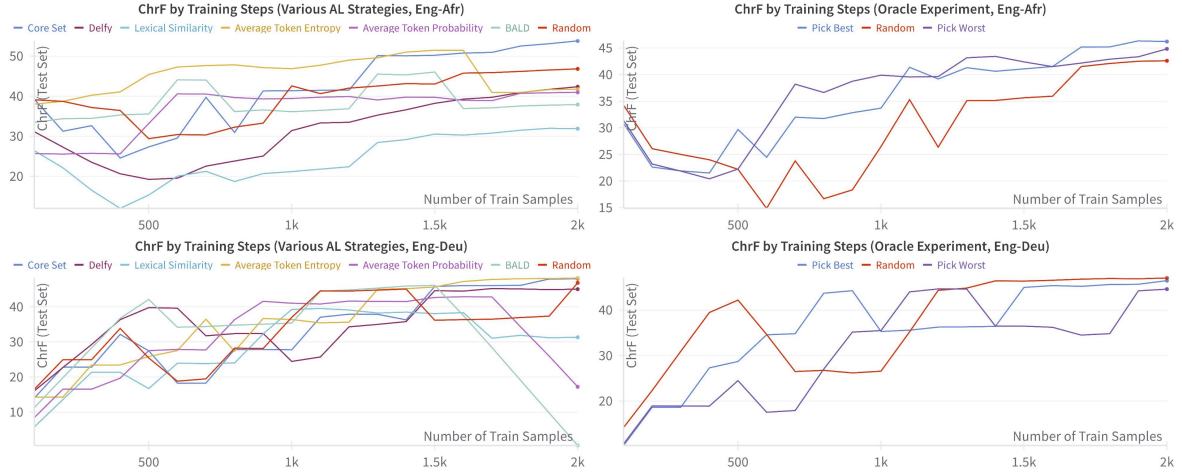 ChrF by Training Steps (Various AL Strategies, Eng-Afr)
Core Set Delfy Lexical Similarity Average Token Entropy Average Token Probability BALD Random
ChrF (Test Set)
50
40
30
20
Number of Train Samples
500 1k 1.5k 2k
ChrF by Training Steps (Oracle Experiment, Eng-Afr)
Pick Best Random Pick Worst
ChrF (Test Set)
45
40
35
30
25
20
15
Number of Train Samples
500 1k 1.5k 2k
ChrF by Training Steps (Various AL Strategies, Eng-Deu)
Core Set Delfy Lexical Similarity Average Token Entropy Average Token Probability BALD Random
ChrF (Test Set)
40
30
20
10
Number of Train Samples
500 1k 1.5k 2k
ChrF by Training Steps (Oracle Experiment, Eng-Deu)
Pick Best Random Pick Worst
ChrF (Test Set)
40
30
20
Number of Train Samples
500 1k 1.5k 2k